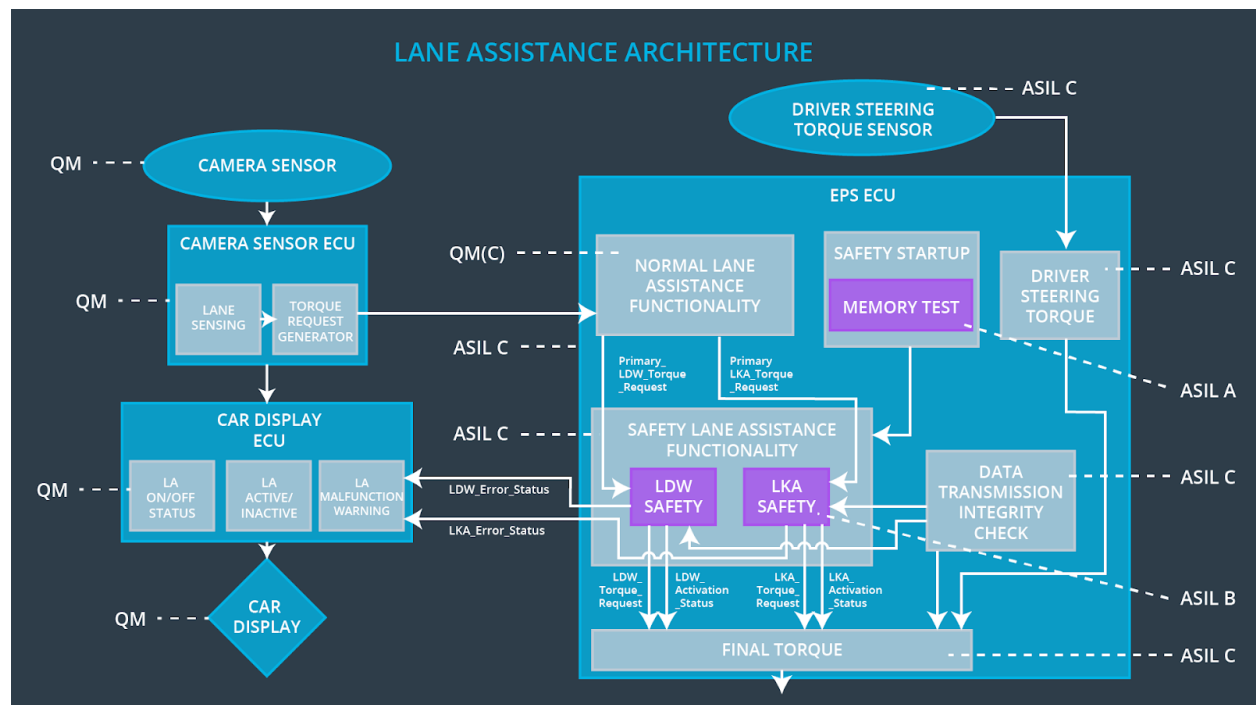 LANE ASSISTANCE ARCHITECTURE
ASIL C
DRIVER STEERING
TORQUE SENSOR
QM
CAMERA SENSOR
EPS ECU
CAMERA SENSOR ECU
QM
LANE
SENSING
TORQUE
REQUEST
GENERATOR
QM(C)
NORMAL LANE
ASSISTANCE
FUNCTIONALITY
SAFETY STARTUP
MEMORY TEST
DRIVER
STEERING
TORQUE
ASIL C
ASIL C
Primary_
LDW_Torque
_Request
Primary
LKA_Torque
_Request
ASIL A
CAR DISPLAY
ECU
ASIL C
SAFETY LANE ASSISTANCE
FUNCTIONALITY
QM
LA
ON/OFF
STATUS
LA
ACTIVE/
INACTIVE
LA
MALFUNCTION
WARNING
LDW_Error_Status
LKA_Error_Status
LDW
SAFETY
LKA
SAFETY
DATA
TRANSMISSION
INTEGRITY
CHECK
ASIL C
LDW_
Torque_
Request
LDW_
Activation
_Status
LKA_
Torque_
Request
LKA_
Activation
_Status
ASIL B
QM
CAR
DISPLAY
FINAL TORQUE
ASIL C